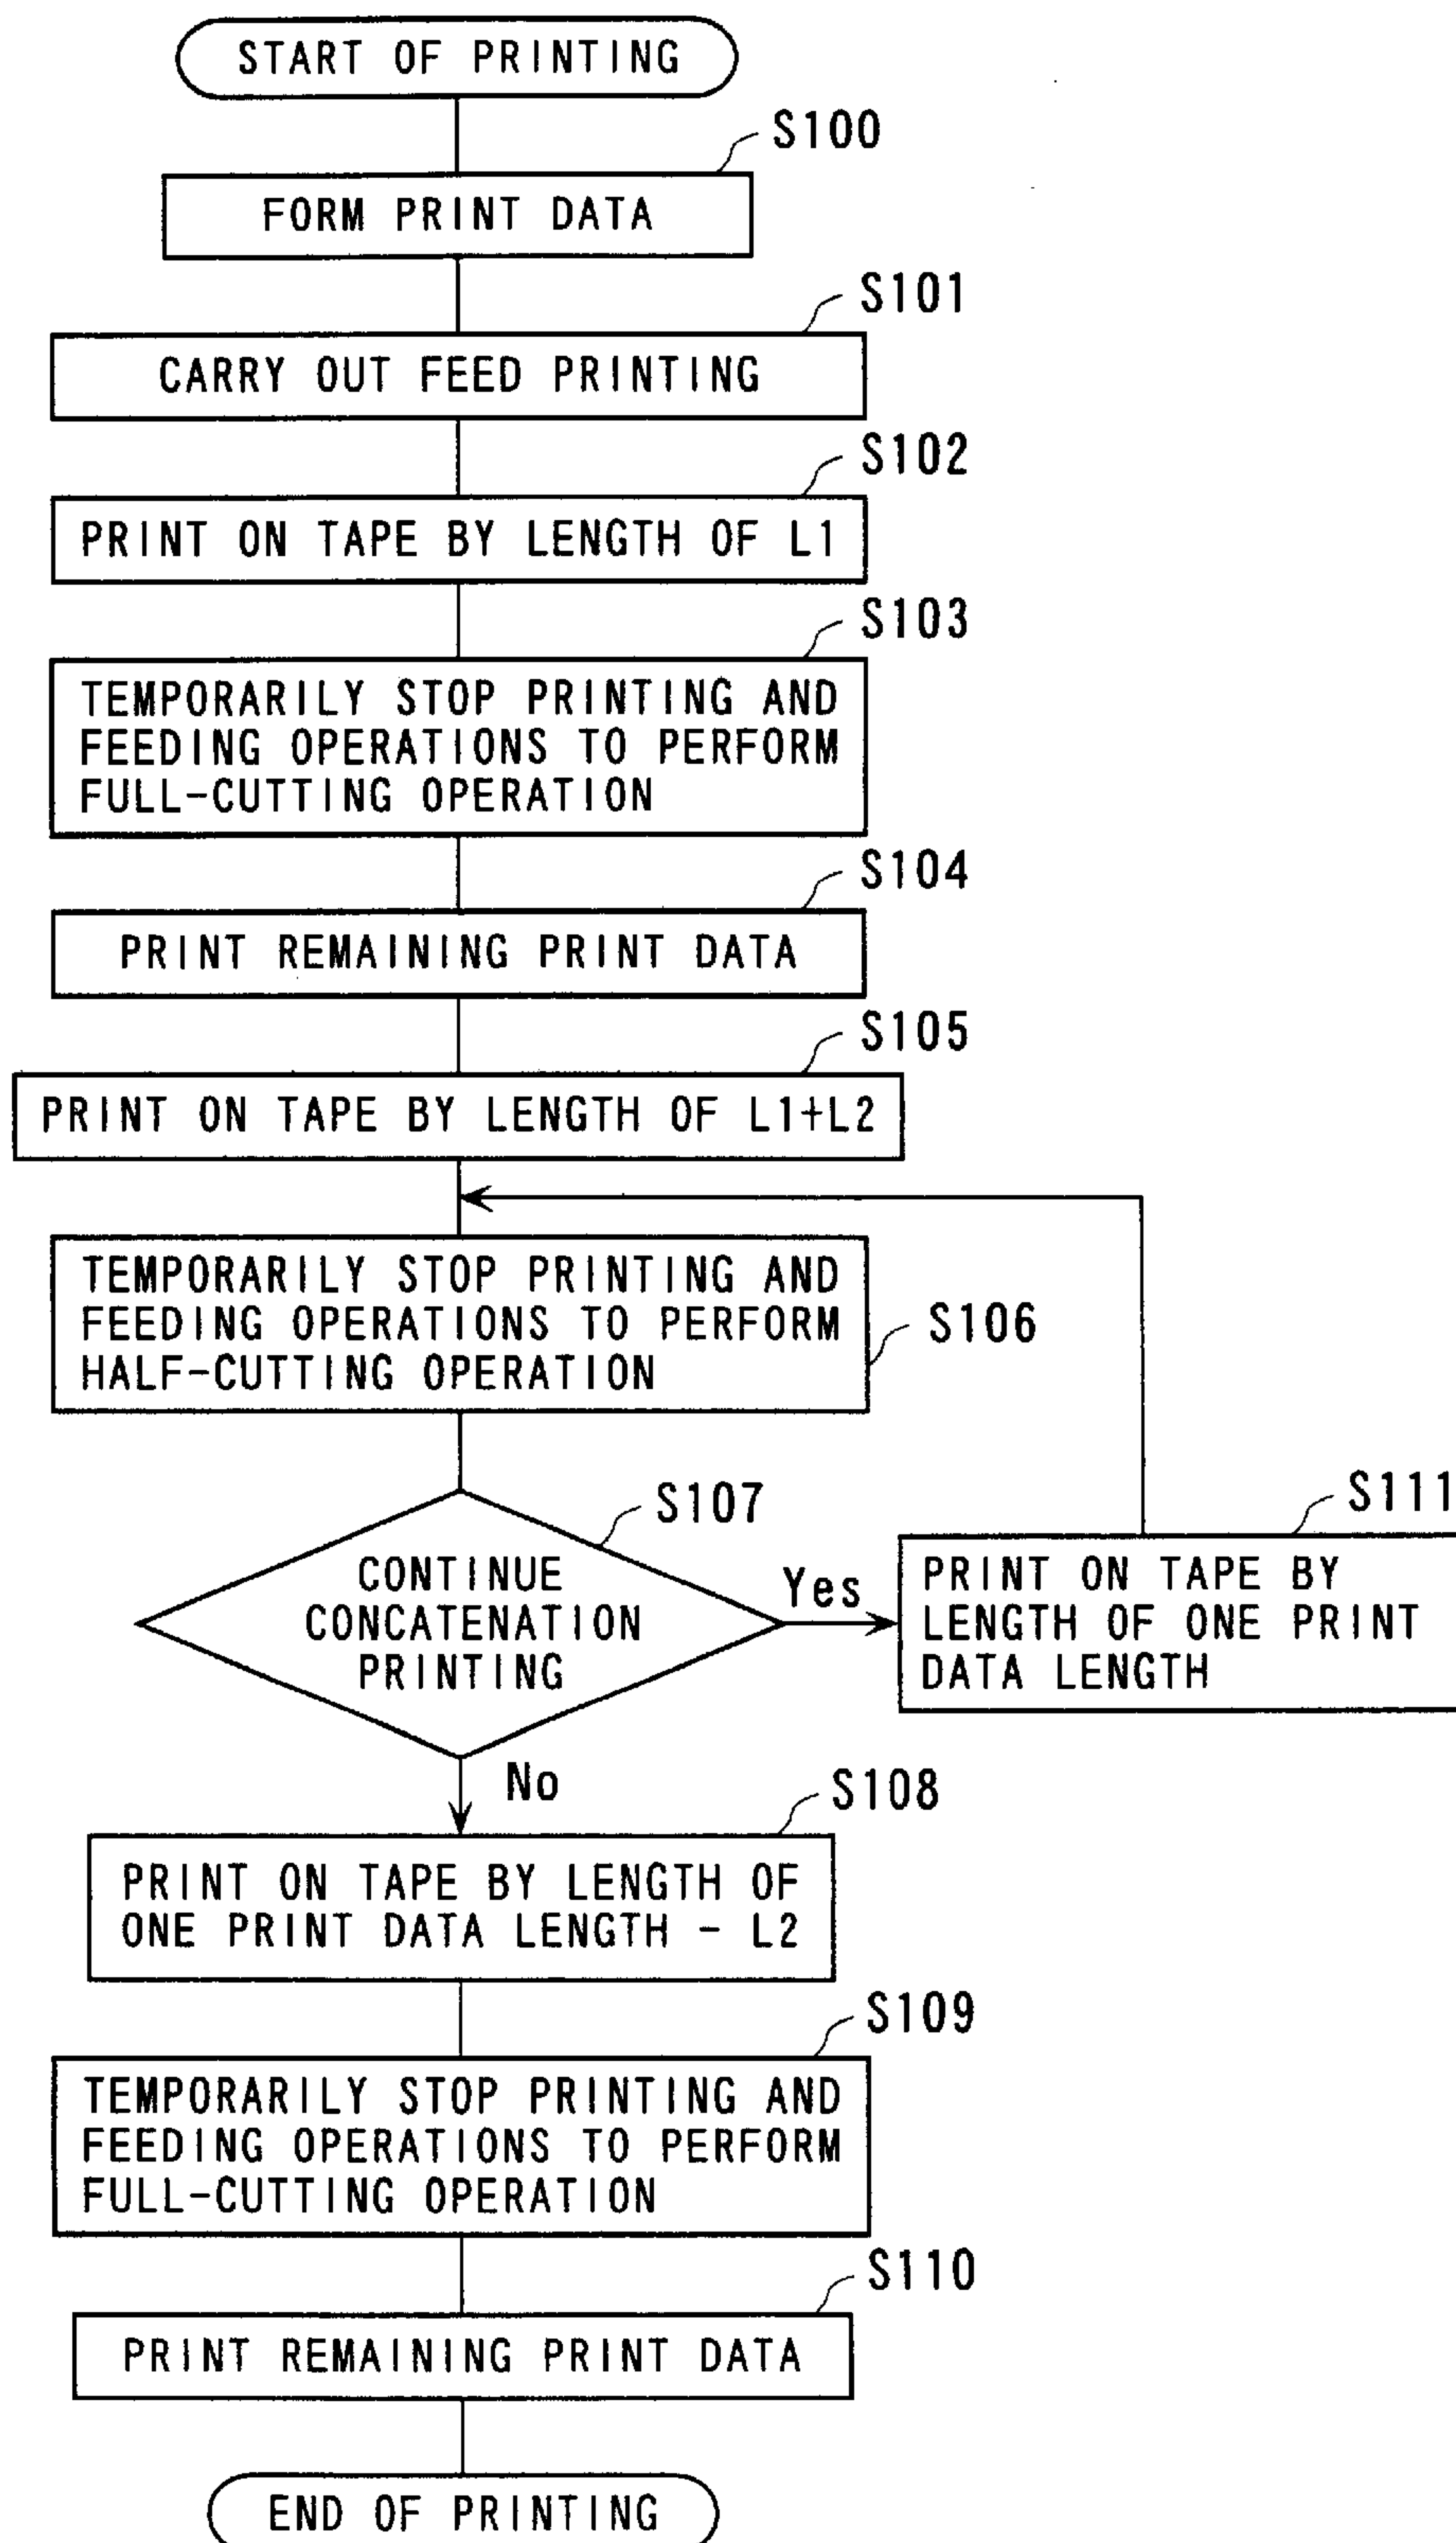 START OF PRINTING
S100
FORM PRINT DATA
S101
CARRY OUT FEED PRINTING
S102
PRINT ON TAPE BY LENGTH OF L1
S103
TEMPORARILY STOP PRINTING AND
FEEDING OPERATIONS TO PERFORM
FULL-CUTTING OPERATION
S104
PRINT REMAINING PRINT DATA
S105
PRINT ON TAPE BY LENGTH OF L1+L2
TEMPORARILY STOP PRINTING AND
FEEDING OPERATIONS TO PERFORM
HALF-CUTTING OPERATION
S106
S107
CONTINUE
CONCATENATION
PRINTING
Yes
S111
PRINT ON TAPE BY
LENGTH OF ONE PRINT
DATA LENGTH
No
S108
PRINT ON TAPE BY LENGTH OF
ONE PRINT DATA LENGTH - L2
S109
TEMPORARILY STOP PRINTING AND
FEEDING OPERATIONS TO PERFORM
FULL-CUTTING OPERATION
S110
PRINT REMAINING PRINT DATA
END OF PRINTING